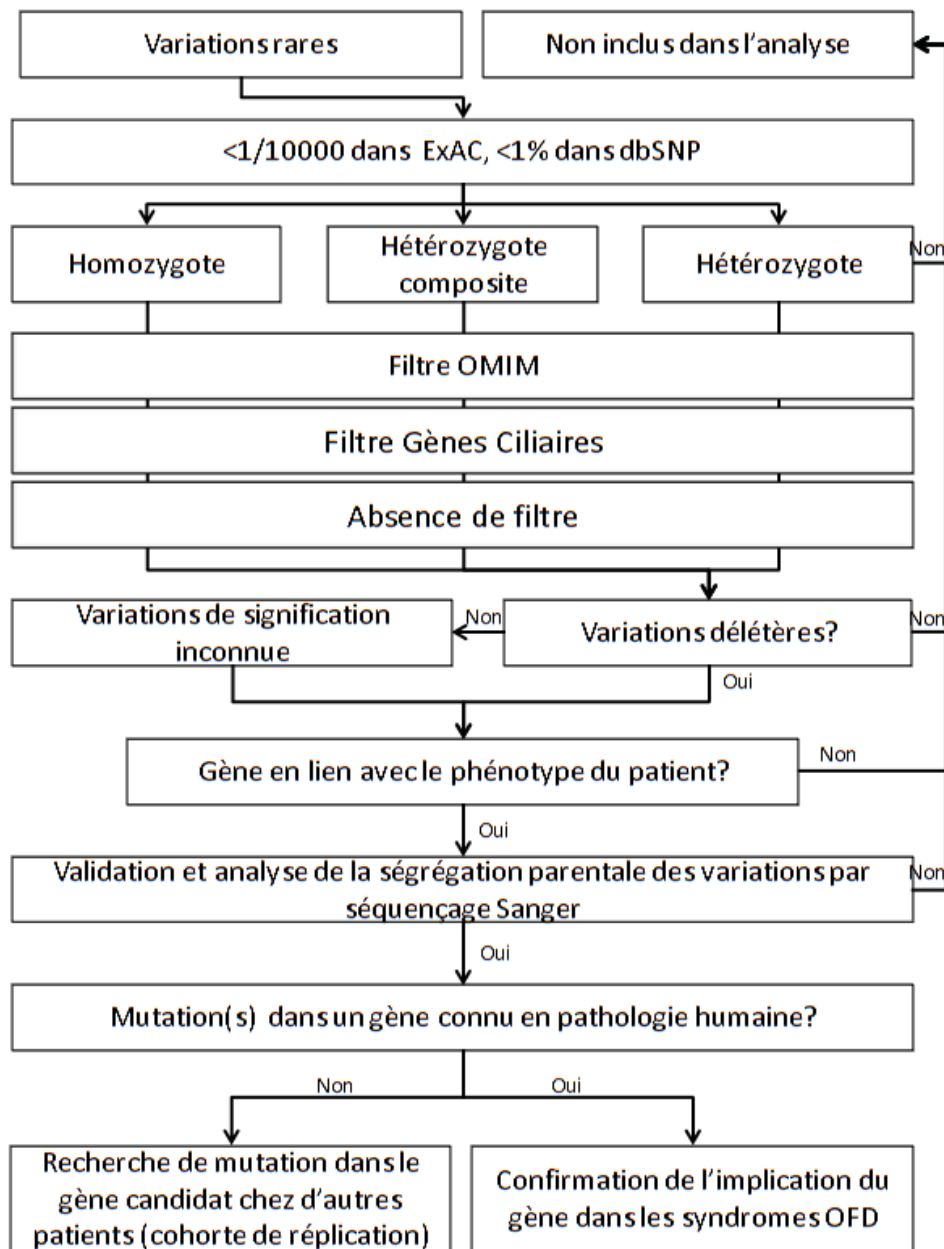 Variations rares
Non inclus dans l'analyse
<1/10000 dans ExAC, <1% dans dbSNP
Homozygote
Hétérozygote
composite
Hétérozygote
Non
Filtre OMIM
Filtre Gènes Ciliaires
Absence de filtre
Variations de signification
inconnue
Non
Variations délétères?
Non
Oui
Gène en lien avec le phénotype du patient?
Non
Oui
Validation et analyse de la ségrégation parentale des variations par
séquençage Sanger
Non
Oui
Mutation(s) dans un gène connu en pathologie humaine?
Non
Oui
Recherche de mutation dans le
gène candidat chez d'autres
patients (cohorte de réplication)
Confirmation de l'implication du
gène dans les syndromes OFD